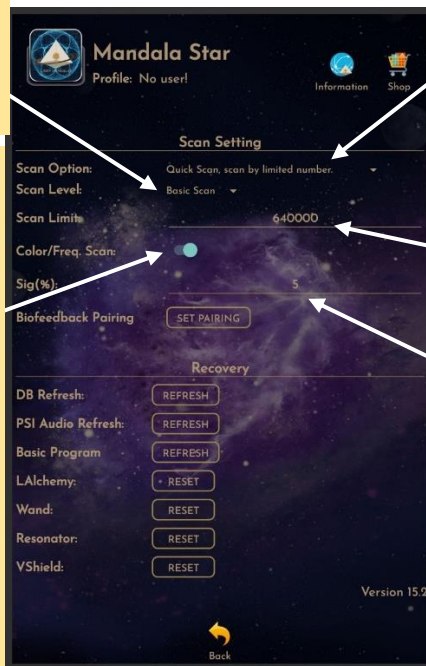 Mandala Star
Profile: No user!
Information Shop
Scan Setting
Scan Option: Quick Scan, scan by limited number.
Scan Level: Basic Scan
Scan Limit: 640000
Color/Freq. Scan:
Sig(%): 5
Biofeedback Pairing SET PAIRING
Recovery
DB Refresh: REFRESH
PSI Audio Refresh: REFRESH
Basic Program REFRESH
LAlchemy: RESET
Wand: RESET
Resonator: RESET
VShield: RESET
Version 15.2
Back